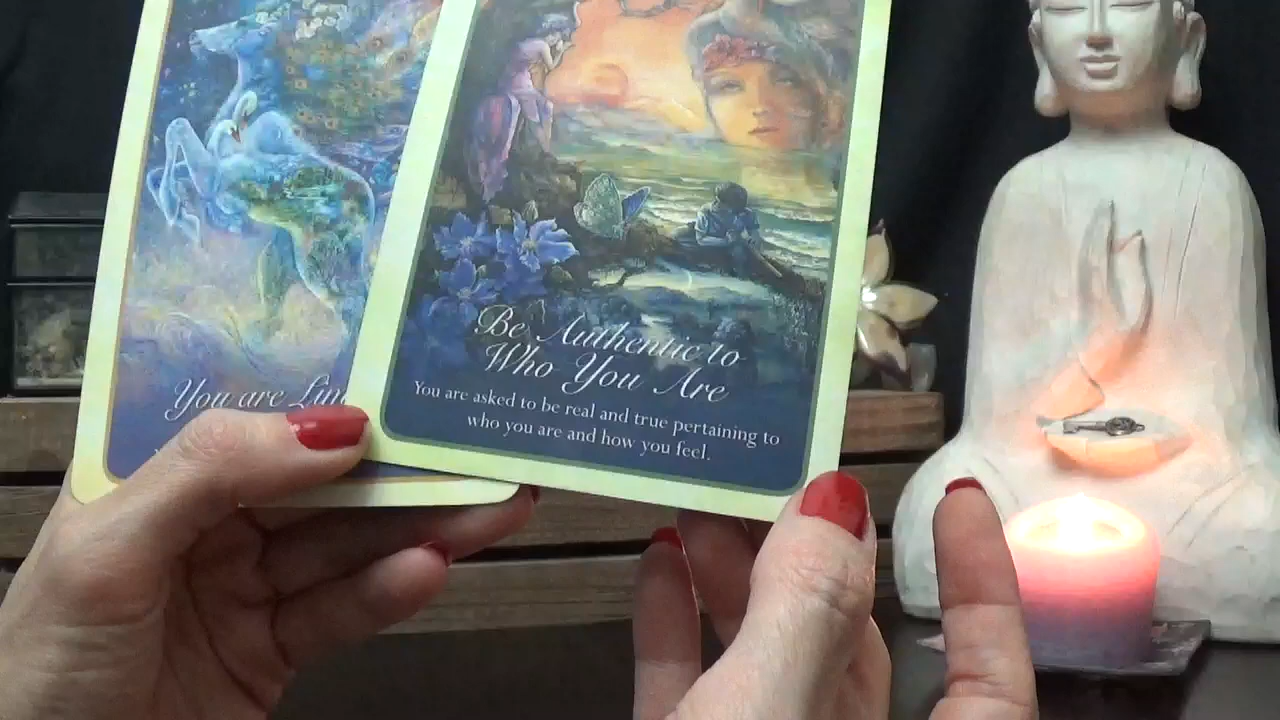 You are
Be Authentic to
Who You Are
You are asked to be real and true pertaining to
who you are and how you feel.